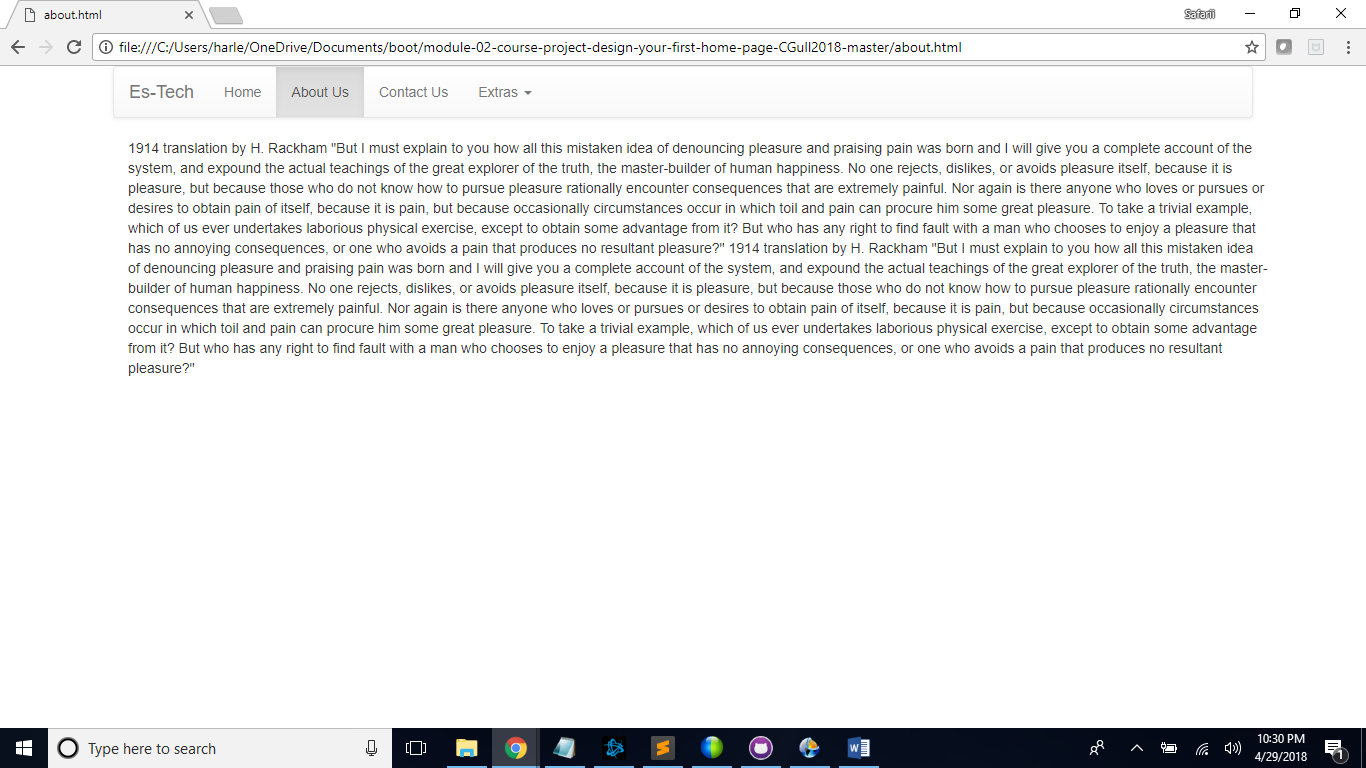 about.html
Safarii
file:///C:/Users/harle/OneDrive/Documents/boot/module-02-course-project-design-your-first-home-page-CGull2018-master/about.html
Es-Tech Home About Us Contact Us Extras
1914 translation by H. Rackham "But I must explain to you how all this mistaken idea of denouncing pleasure and praising pain was born and I will give you a complete account of the
system, and expound the actual teachings of the great explorer of the truth, the master-builder of human happiness. No one rejects, dislikes, or avoids pleasure itself, because it is
pleasure, but because those who do not know how to pursue pleasure rationally encounter consequences that are extremely painful. Nor again is there anyone who loves or pursues or
desires to obtain pain of itself, because it is pain, but because occasionally circumstances occur in which toil and pain can procure him some great pleasure. To take a trivial example,
which of us ever undertakes laborious physical exercise, except to obtain some advantage from it? But who has any right to find fault with a man who chooses to enjoy a pleasure that
has no annoying consequences, or one who avoids a pain that produces no resultant pleasure?" 1914 translation by H. Rackham "But I must explain to you how all this mistaken idea
of denouncing pleasure and praising pain was born and I will give you a complete account of the system, and expound the actual teachings of the great explorer of the truth, the master-
builder of human happiness. No one rejects, dislikes, or avoids pleasure itself, because it is pleasure, but because those who do not know how to pursue pleasure rationally encounter
consequences that are extremely painful. Nor again is there anyone who loves or pursues or desires to obtain pain of itself, because it is pain, but because occasionally circumstances
occur in which toil and pain can procure him some great pleasure. To take a trivial example, which of us ever undertakes laborious physical exercise, except to obtain some advantage
from it? But who has any right to find fault with a man who chooses to enjoy a pleasure that has no annoying consequences, or one who avoids a pain that produces no resultant
pleasure?"
Type here to search
10:30 PM
4/29/2018
1